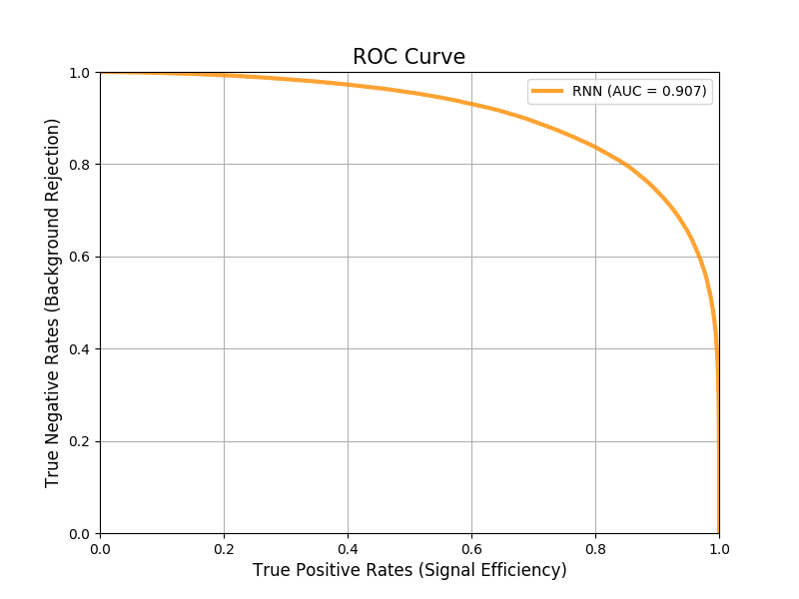 ROC Curve
RNN (AUC = 0.907)
True Negative Rates (Background Rejection)
1.0
0.8
0.6
0.4
0.2
0.0
0.0 0.2 0.4 0.6 0.8 1.0
True Positive Rates (Signal Efficiency)